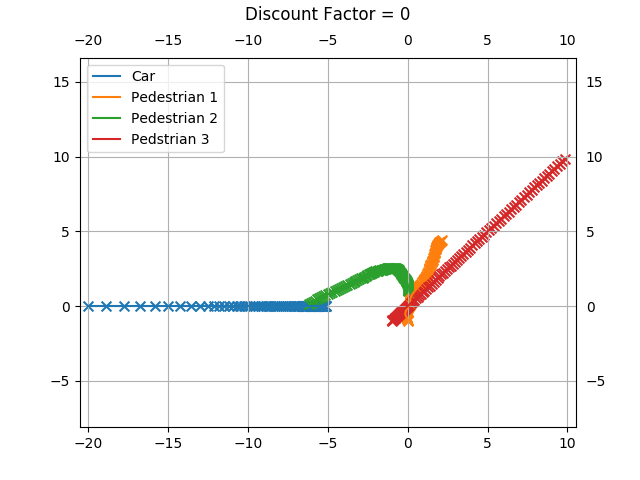 Discount Factor = 0
−20 −15 −10 −5 0 5 10
Car
Pedestrian 1
Pedestrian 2
Pedstrian 3
15 15
10 10
5 5
0 0
−5 −5
−20 −15 −10 −5 0 5 10